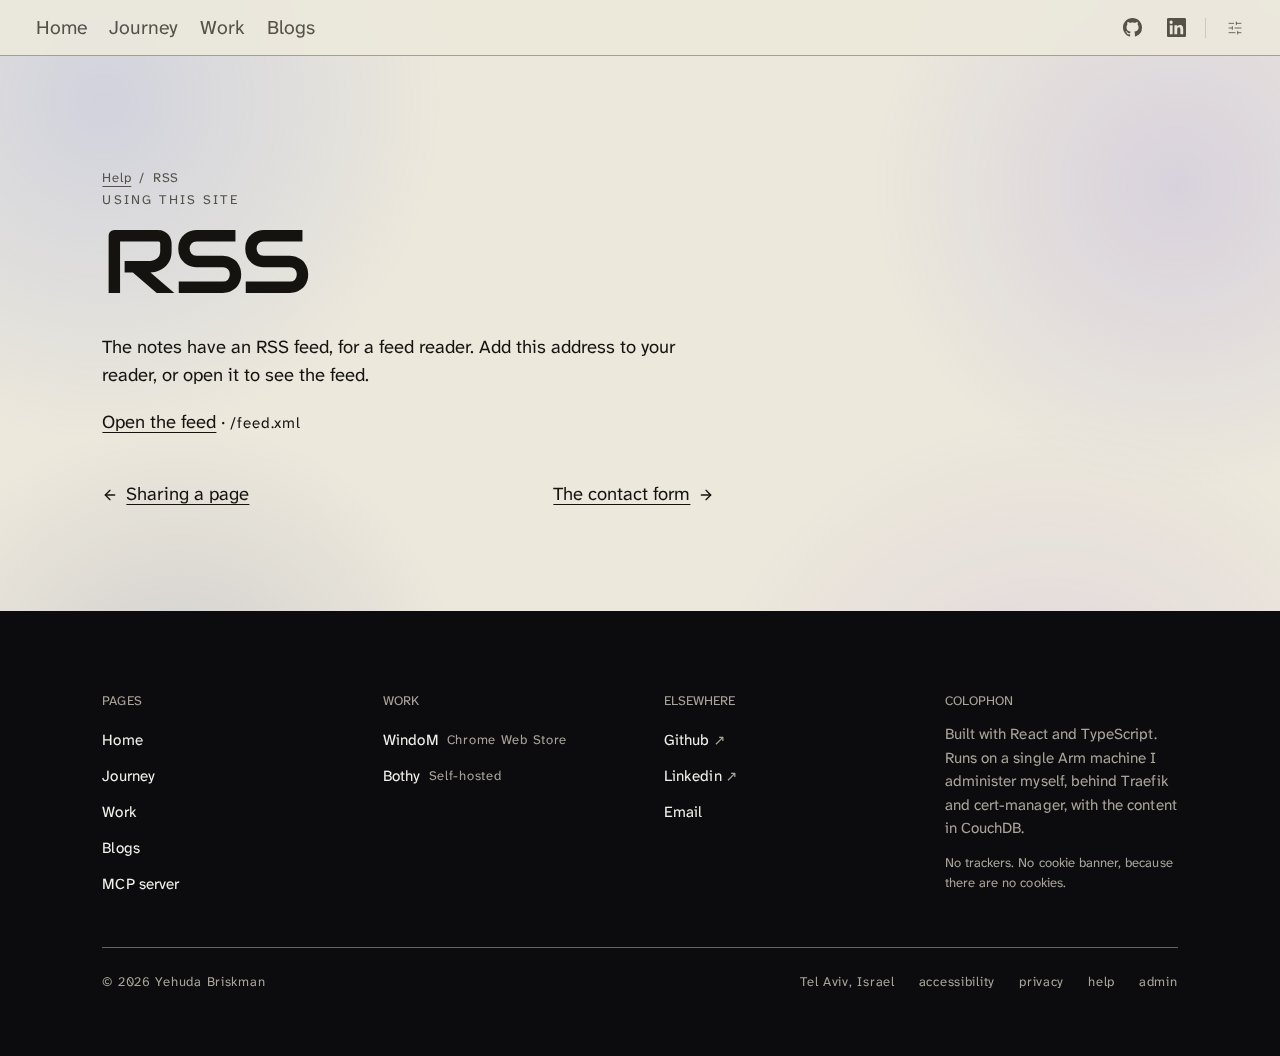 Home Journey Work Blogs
Help / RSS
USING THIS SITE
RSS
The notes have an RSS feed, for a feed reader. Add this address to your
reader, or open it to see the feed.
Open the feed · /feed.xml
← Sharing a page
The contact form →
PAGES
Home
Journey
Work
Blogs
MCP server
WORK
WindoM Chrome Web Store
Bothy Self-hosted
ELSEWHERE
Github ↗
Linkedin ↗
Email
COLOPHON
Built with React and TypeScript.
Runs on a single Arm machine I
administer myself, behind Traefik
and cert-manager, with the content
in CouchDB.
No trackers. No cookie banner, because
there are no cookies.
© 2026 Yehuda Briskman
Tel Aviv, Israel accessibility privacy help admin